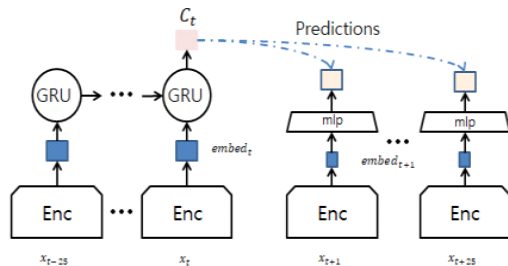 C_t
Predictions
GRU
•••
GRU
mlp
mlp
embed_t
•••
embed_{t+1}
Enc
•••
Enc
Enc
Enc
x_{t-25}
x_t
x_{t+1}
x_{t+25}